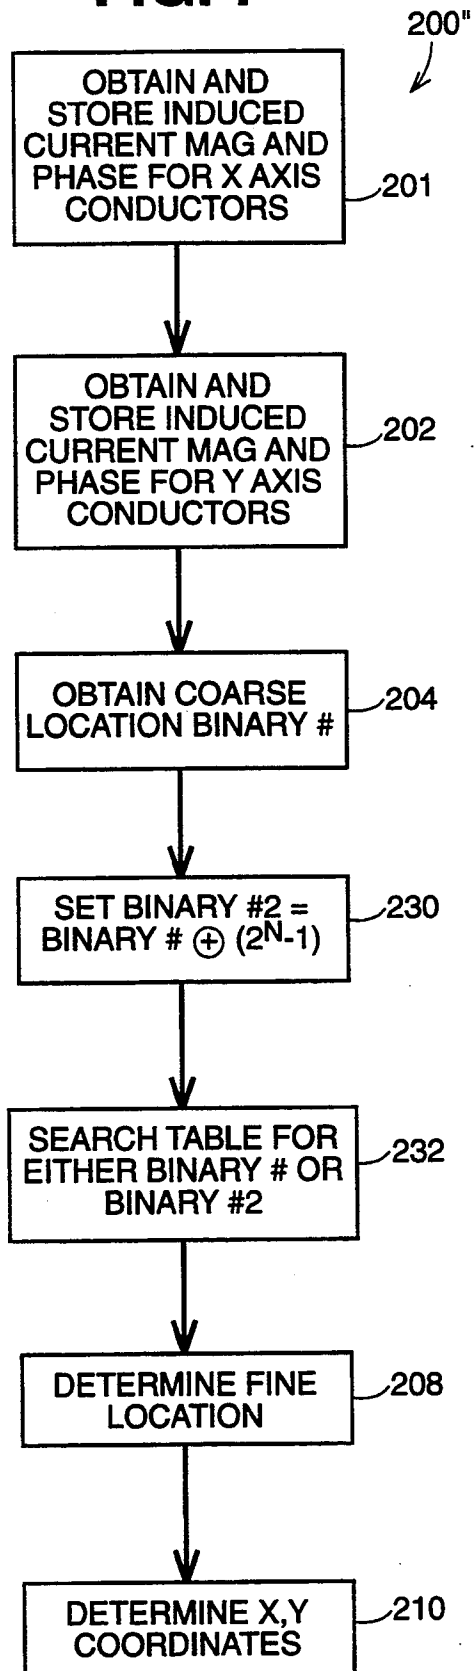 200"
OBTAIN AND
STORE INDUCED
CURRENT MAG AND
PHASE FOR X AXIS
CONDUCTORS
201
OBTAIN AND
STORE INDUCED
CURRENT MAG AND
PHASE FOR Y AXIS
CONDUCTORS
202
OBTAIN COARSE
LOCATION BINARY #
204
SET BINARY #2 =
BINARY # ⊕ (2^N-1)
230
SEARCH TABLE FOR
EITHER BINARY # OR
BINARY #2
232
DETERMINE FINE
LOCATION
208
DETERMINE X,Y
COORDINATES
210